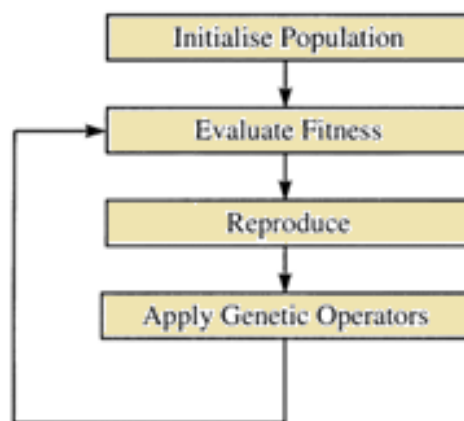 Initialise Population
Evaluate Fitness
Reproduce
Apply Genetic Operators